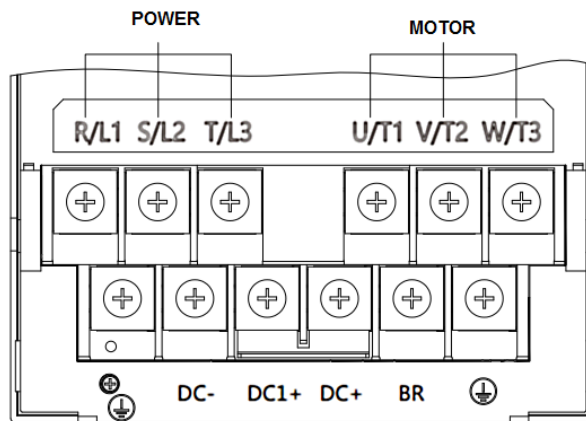 POWER MOTOR
R/L1 S/L2 T/L3 U/T1 V/T2 W/T3
DC- DC1+ DC+ BR